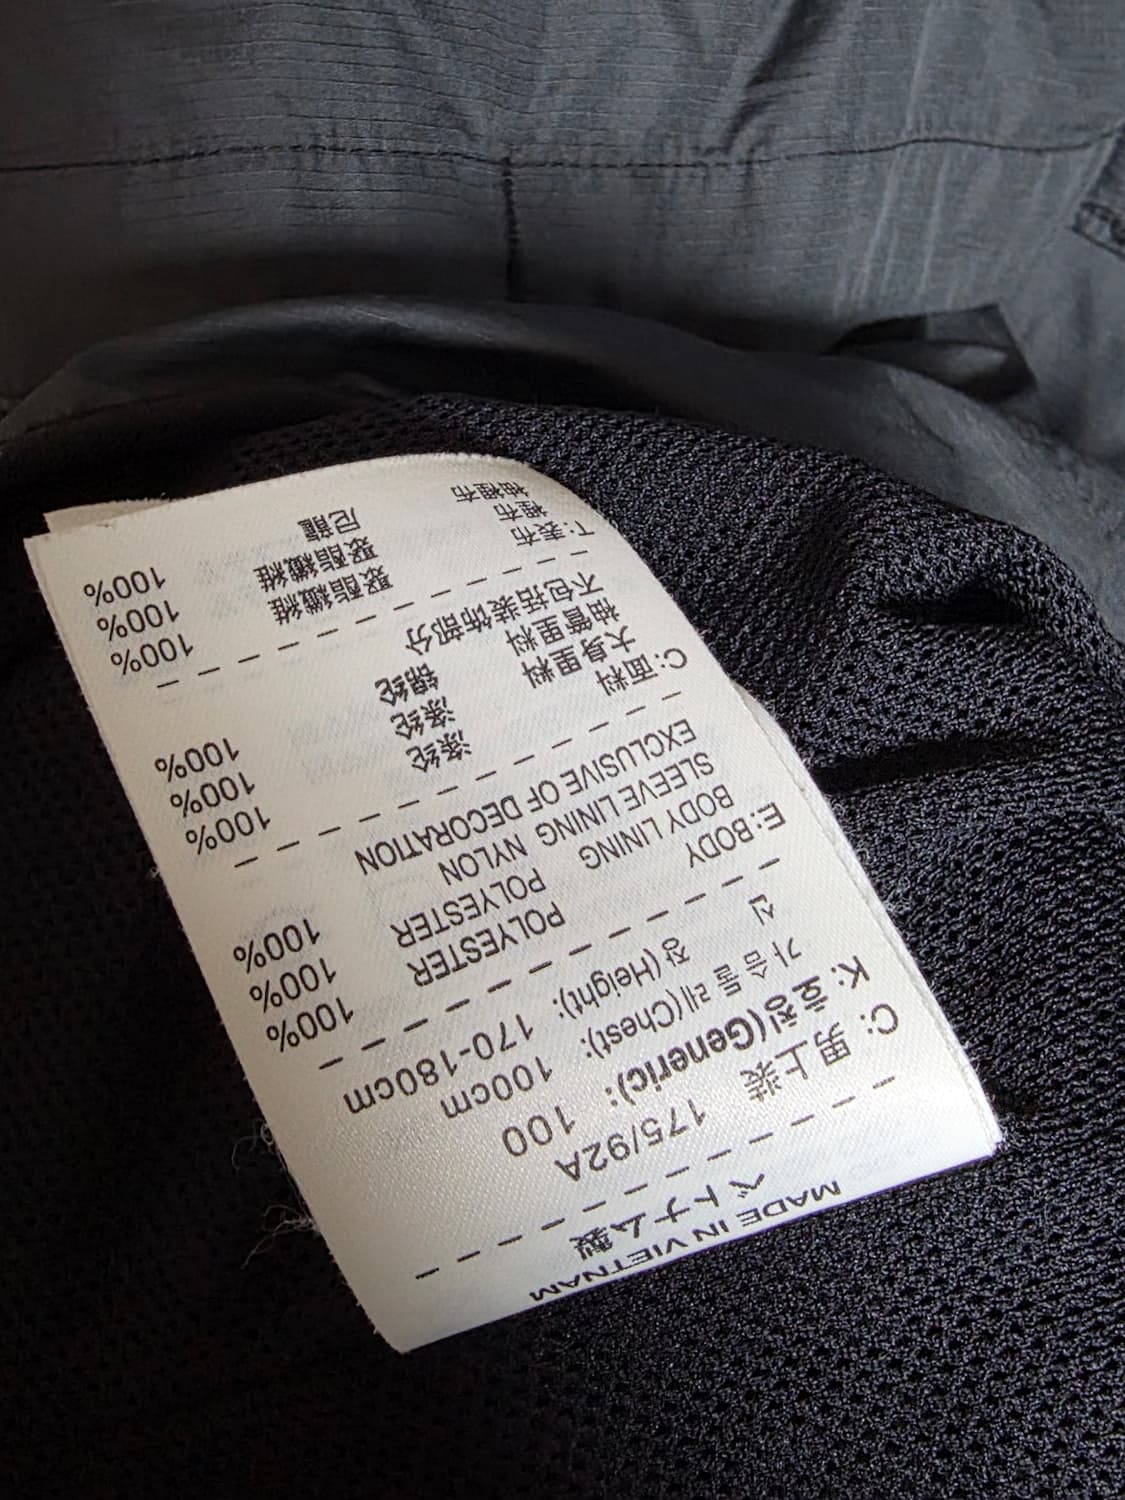 MADE IN VIETNAM
ベトナム製
C: 男上装 175/92A
K: 호칭(Generic): 100
가슴둘레(Chest): 100cm
신 장(Height): 170-180cm
E:BODY POLYESTER 100%
BODY LINING POLYESTER 100%
SLEEVE LINING NYLON 100%
EXCLUSIVE OF DECORATION
C:面料 涤纶 100%
大身里料 涤纶 100%
袖管里料 锦纶 100%
不包括装饰部分
T:表布 聚酯纖維 100%
裡布 聚酯纖維 100%
袖裡布 尼龍 100%